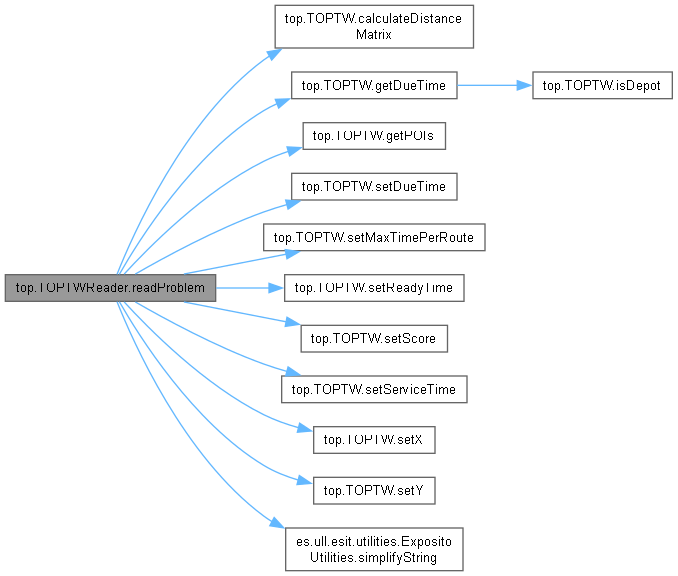 top.TOPTW.calculateDistance
Matrix
top.TOPTW.getDueTime
top.TOPTW.isDepot
top.TOPTW.getPOIs
top.TOPTW.setDueTime
top.TOPTW.setMaxTimePerRoute
top.TOPTWReader.readProblem
top.TOPTW.setReadyTime
top.TOPTW.setScore
top.TOPTW.setServiceTime
top.TOPTW.setX
top.TOPTW.setY
es.ull.esit.utilities.Exposito
Utilities.simplifyString